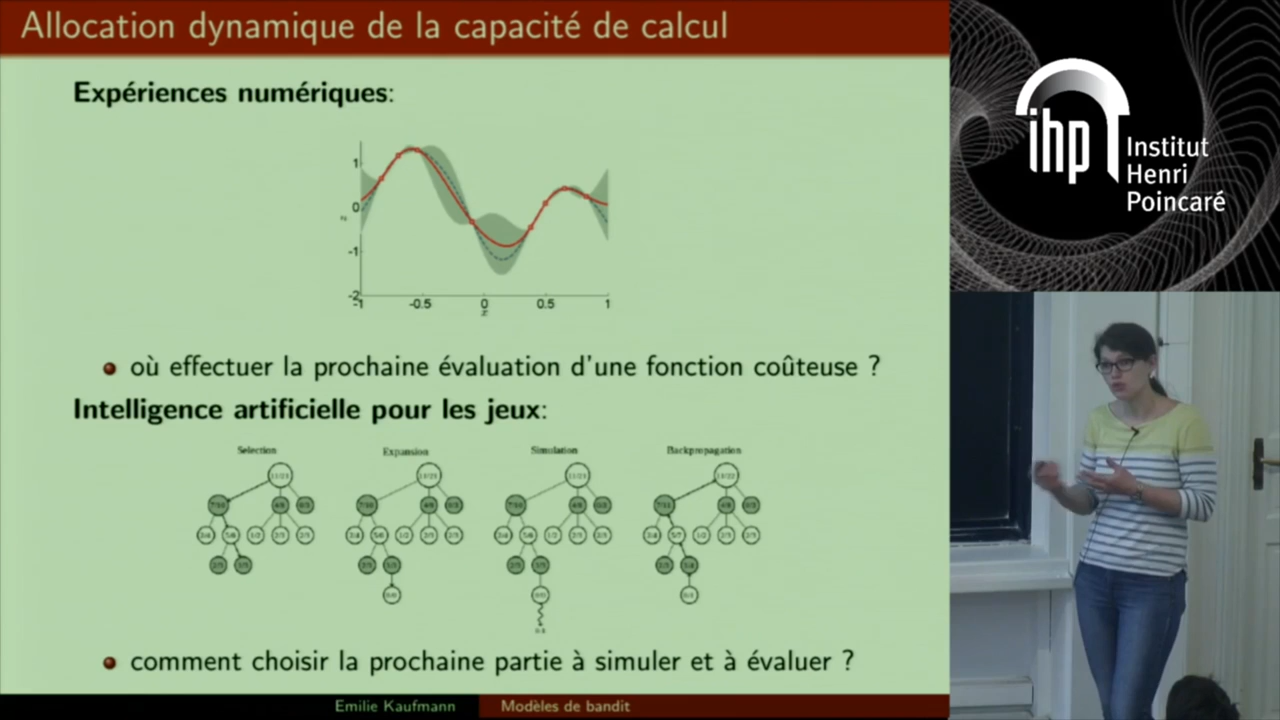 Allocation dynamique de la capacité de calcul
Expériences numériques:
1
0
-1
-2
z
-1 -0.5 0 0.5 1
où effectuer la prochaine évaluation d'une fonction coûteuse ?
Intelligence artificielle pour les jeux:
Selection Expansion Simulation Backpropagation
comment choisir la prochaine partie à simuler et à évaluer ?
Emilie Kaufmann Modèles de bandit
ihp Institut
Henri
Poincaré